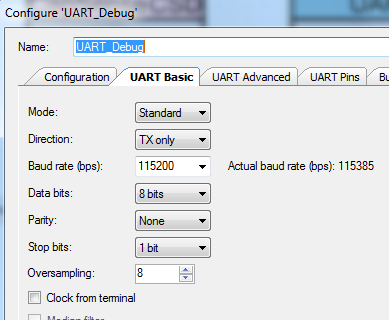 Configure 'UART_Debug'
Name: UART_Debug
Configuration UART Basic UART Advanced UART Pins
Mode: Standard
Direction: TX only
Baud rate (bps): 115200 Actual baud rate (bps): 115385
Data bits: 8 bits
Parity: None
Stop bits: 1 bit
Oversampling: 8
Clock from terminal
Median filter